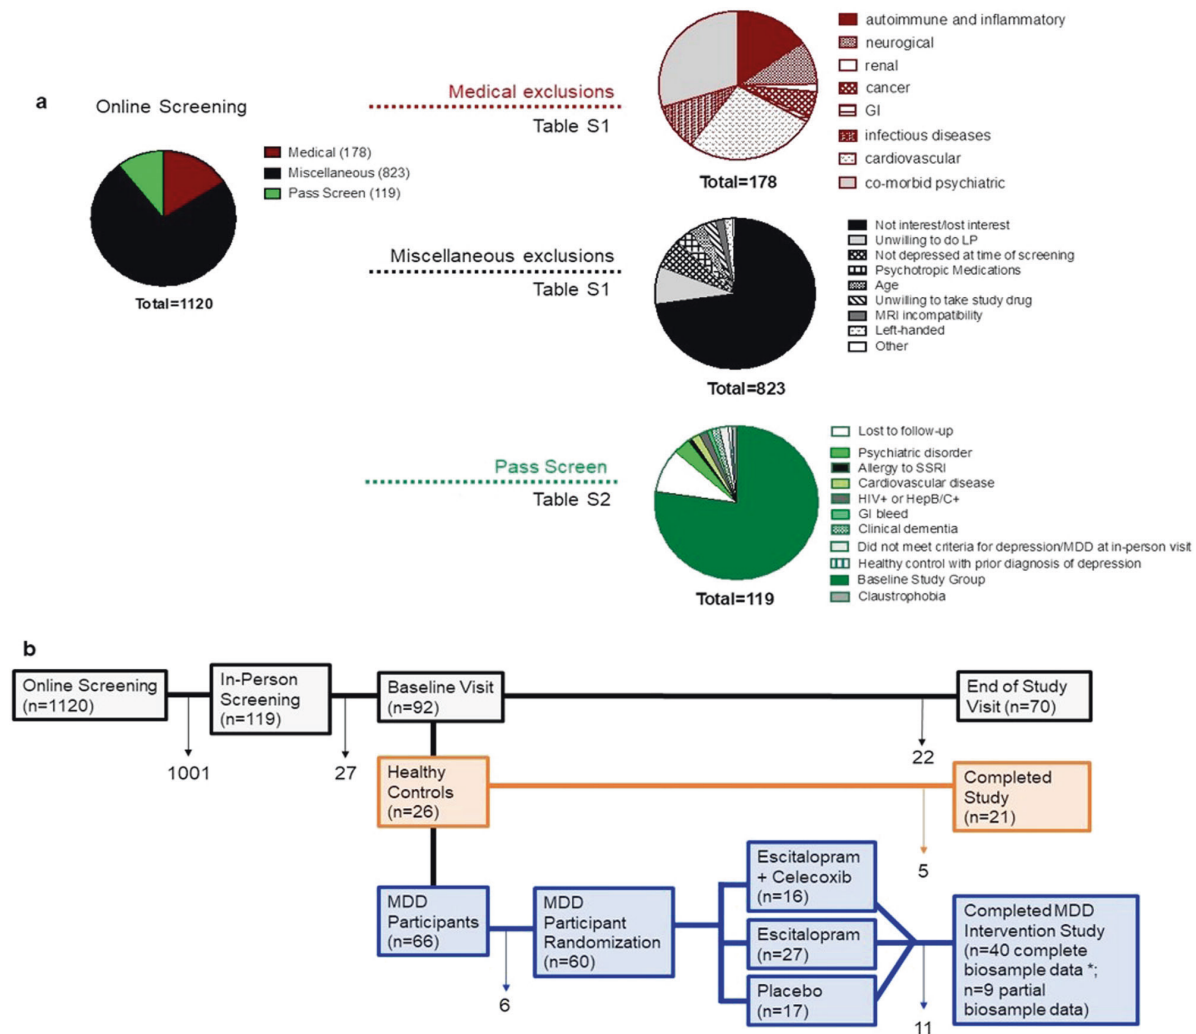 a
Online Screening
Medical (178)
Miscellaneous (823)
Pass Screen (119)
Total=1120
Medical exclusions
Table S1
autoimmune and inflammatory
neurogical
renal
cancer
GI
infectious diseases
cardiovascular
co-morbid psychiatric
Total=178
Miscellaneous exclusions
Table S1
Not interest/lost interest
Unwilling to do LP
Not depressed at time of screening
Psychotropic Medications
Age
Unwilling to take study drug
MRI incompatibility
Left-handed
Other
Total=823
Pass Screen
Table S2
Lost to follow-up
Psychiatric disorder
Allergy to SSRI
Cardiovascular disease
HIV+ or HepB/C+
GI bleed
Clinical dementia
Did not meet criteria for depression/MDD at in-person visit
Healthy control with prior diagnosis of depression
Baseline Study Group
Claustrophobia
Total=119
b
Online Screening
(n=1120)
In-Person
Screening
(n=119)
Baseline Visit
(n=92)
End of Study
Visit (n=70)
1001
27
22
Healthy
Controls
(n=26)
Completed
Study
(n=21)
5
MDD
Participants
(n=66)
MDD
Participant
Randomization
(n=60)
Escitalopram
+ Celecoxib
(n=16)
Escitalopram
(n=27)
Placebo
(n=17)
Completed MDD
Intervention Study
(n=40 complete
biosample data *;
n=9 partial
biosample data)
6
11